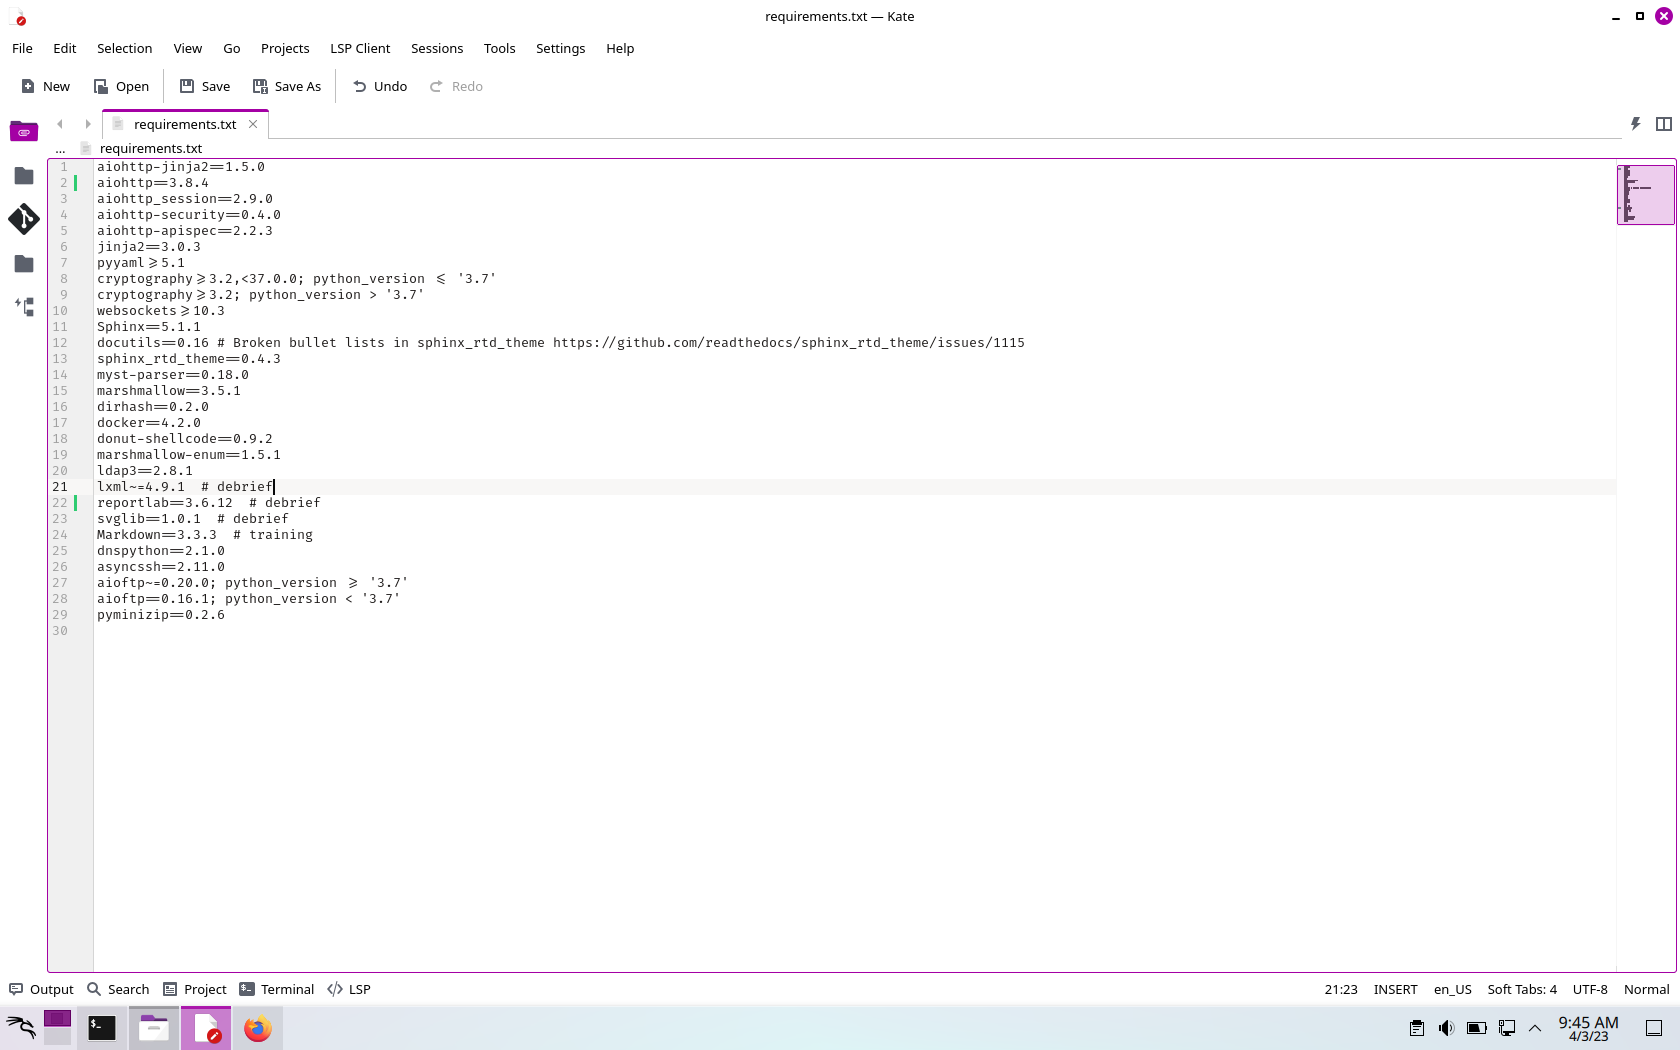 requirements.txt — Kate
File Edit Selection View Go Projects LSP Client Sessions Tools Settings Help
New Open Save Save As Undo Redo
requirements.txt
... requirements.txt
1 aiohttp-jinja2==1.5.0
2 aiohttp==3.8.4
3 aiohttp_session==2.9.0
4 aiohttp-security==0.4.0
5 aiohttp-apispec==2.2.3
6 jinja2==3.0.3
7 pyyaml>=5.1
8 cryptography>=3.2,<37.0.0; python_version <= '3.7'
9 cryptography>=3.2; python_version > '3.7'
10 websockets>=10.3
11 Sphinx==5.1.1
12 docutils==0.16 # Broken bullet lists in sphinx_rtd_theme https://github.com/readthedocs/sphinx_rtd_theme/issues/1115
13 sphinx_rtd_theme==0.4.3
14 myst-parser==0.18.0
15 marshmallow==3.5.1
16 dirhash==0.2.0
17 docker==4.2.0
18 donut-shellcode==0.9.2
19 marshmallow-enum==1.5.1
20 ldap3==2.8.1
21 lxml~=4.9.1  # debrief
22 reportlab==3.6.12  # debrief
23 svglib==1.0.1  # debrief
24 Markdown==3.3.3  # training
25 dnspython==2.1.0
26 asyncssh==2.11.0
27 aioftp~=0.20.0; python_version >= '3.7'
28 aioftp==0.16.1; python_version < '3.7'
29 pyminizip==0.2.6
30
Output Search Project Terminal LSP 21:23 INSERT en_US Soft Tabs: 4 UTF-8 Normal
9:45 AM
4/3/23